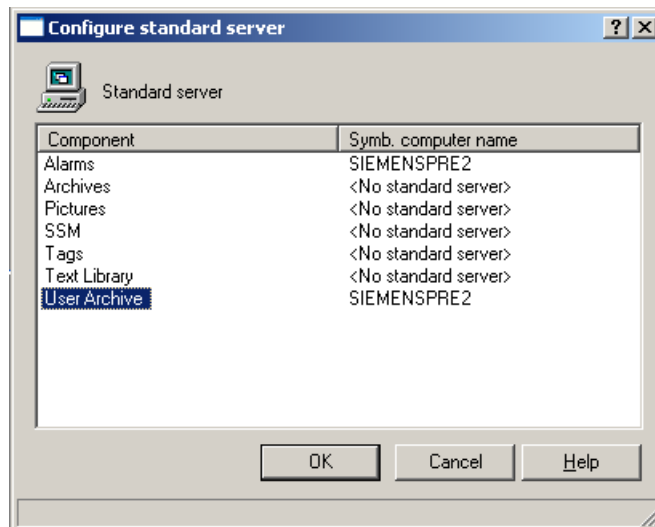 Configure standard server
Standard server
Component Symb. computer name
Alarms SIEMENSPRE2
Archives <No standard server>
Pictures <No standard server>
SSM <No standard server>
Tags <No standard server>
Text Library <No standard server>
User Archive SIEMENSPRE2
OK Cancel Help